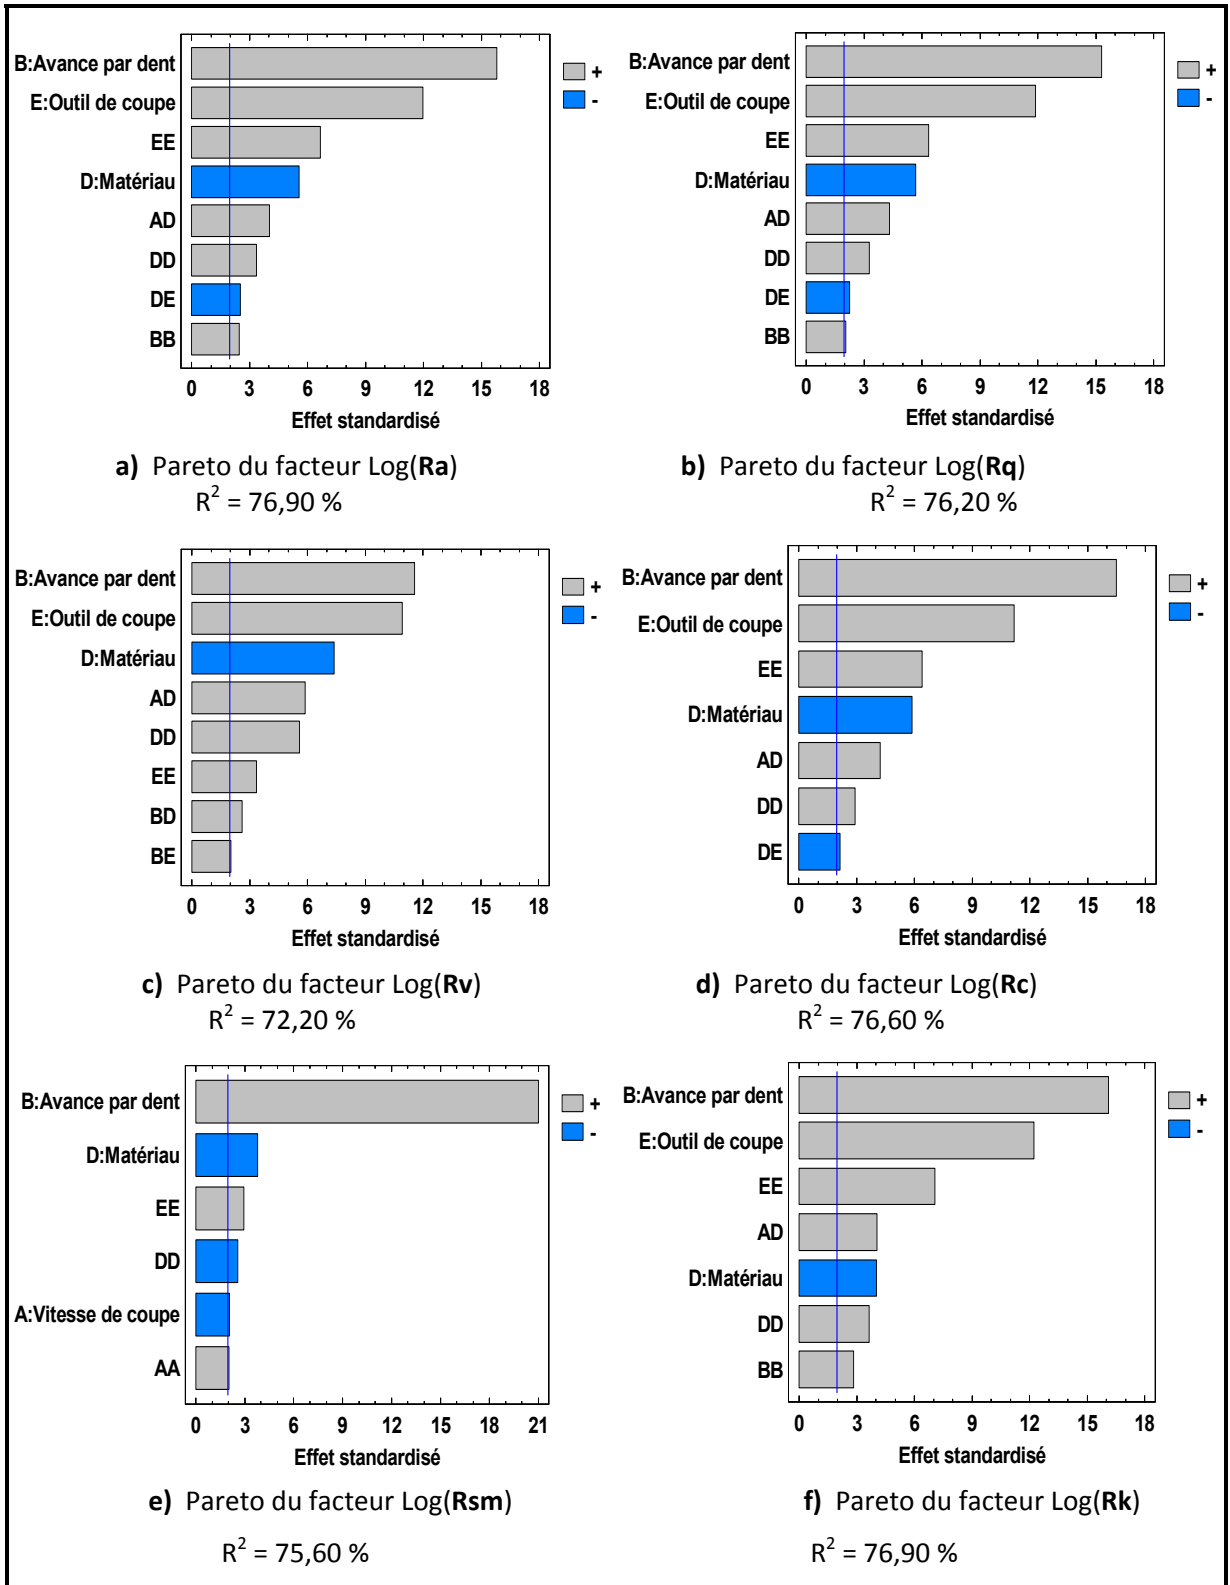 B:Avance par dent
E:Outil de coupe
EE
D:Matériau
AD
DD
DE
BB
0 3 6 9 12 15 18
Effet standardisé
+
-
a) Pareto du facteur Log(Ra)
R² = 76,90 %
B:Avance par dent
E:Outil de coupe
EE
D:Matériau
AD
DD
DE
BB
0 3 6 9 12 15 18
Effet standardisé
+
-
b) Pareto du facteur Log(Rq)
R² = 76,20 %
B:Avance par dent
E:Outil de coupe
D:Matériau
AD
DD
EE
BD
BE
0 3 6 9 12 15 18
Effet standardisé
+
-
c) Pareto du facteur Log(Rv)
R² = 72,20 %
B:Avance par dent
E:Outil de coupe
EE
D:Matériau
AD
DD
DE
0 3 6 9 12 15 18
Effet standardisé
+
-
d) Pareto du facteur Log(Rc)
R² = 76,60 %
B:Avance par dent
D:Matériau
EE
DD
A:Vitesse de coupe
AA
0 3 6 9 12 15 18 21
Effet standardisé
+
-
e) Pareto du facteur Log(Rsm)
R² = 75,60 %
B:Avance par dent
E:Outil de coupe
EE
AD
D:Matériau
DD
BB
0 3 6 9 12 15 18
Effet standardisé
+
-
f) Pareto du facteur Log(Rk)
R² = 76,90 %